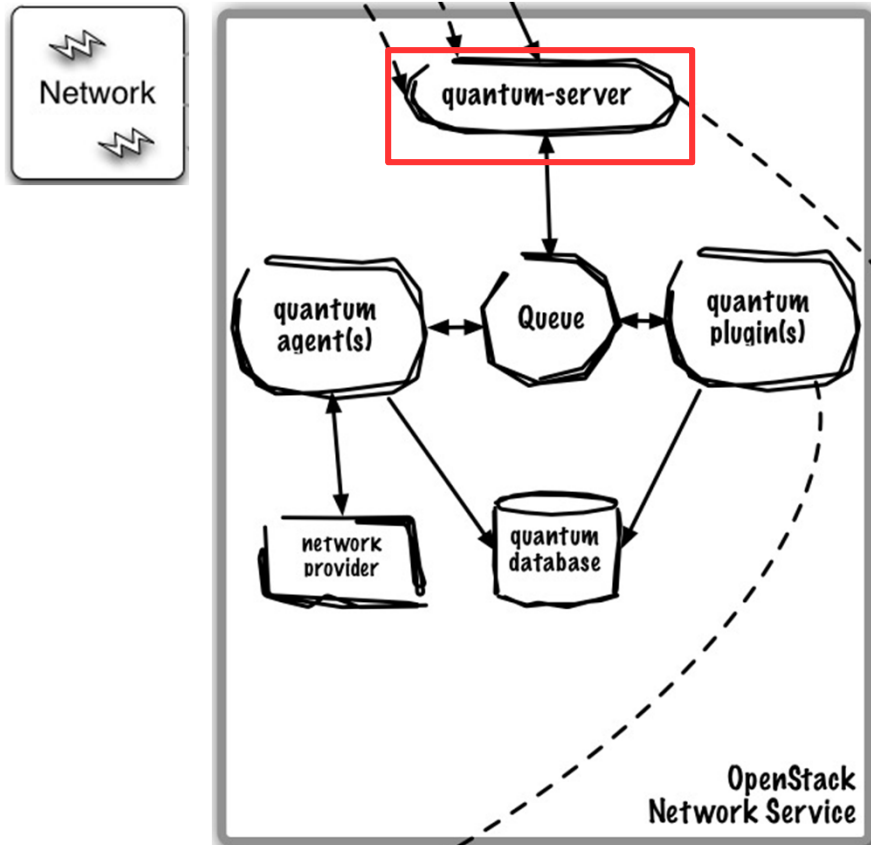 Network
quantum-server
quantum
agent(s)
Queue
quantum
plugin(s)
network
provider
quantum
database
OpenStack
Network Service